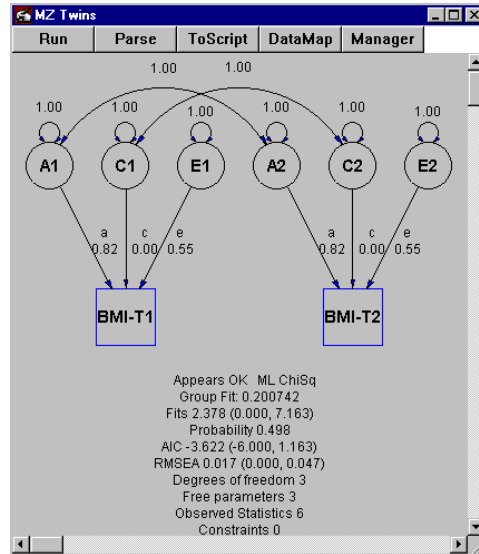 MZ Twins
Run Parse ToScript DataMap Manager
1.00 1.00
1.00 1.00 1.00 1.00 1.00 1.00
A1 C1 E1 A2 C2 E2
a c e a c e
0.82 0.00 0.55 0.82 0.00 0.55
BMI-T1 BMI-T2
Appears OK ML ChiSq
Group Fit: 0.200742
Fits 2.378 (0.000, 7.163)
Probability 0.498
AIC -3.622 (-6.000, 1.163)
RMSEA 0.017 (0.000, 0.047)
Degrees of freedom 3
Free parameters 3
Observed Statistics 6
Constraints 0